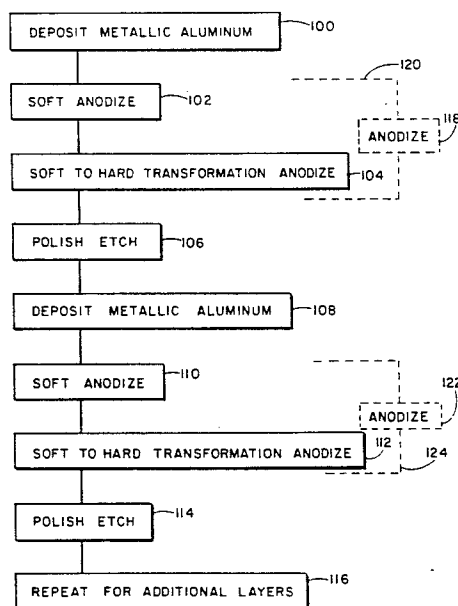 DEPOSIT METALLIC ALUMINUM
100
120
SOFT ANODIZE
102
ANODIZE
118
SOFT TO HARD TRANSFORMATION ANODIZE
104
POLISH ETCH
106
DEPOSIT METALLIC ALUMINUM
108
SOFT ANODIZE
110
122
ANODIZE
SOFT TO HARD TRANSFORMATION ANODIZE
112
124
POLISH ETCH
114
REPEAT FOR ADDITIONAL LAYERS
116